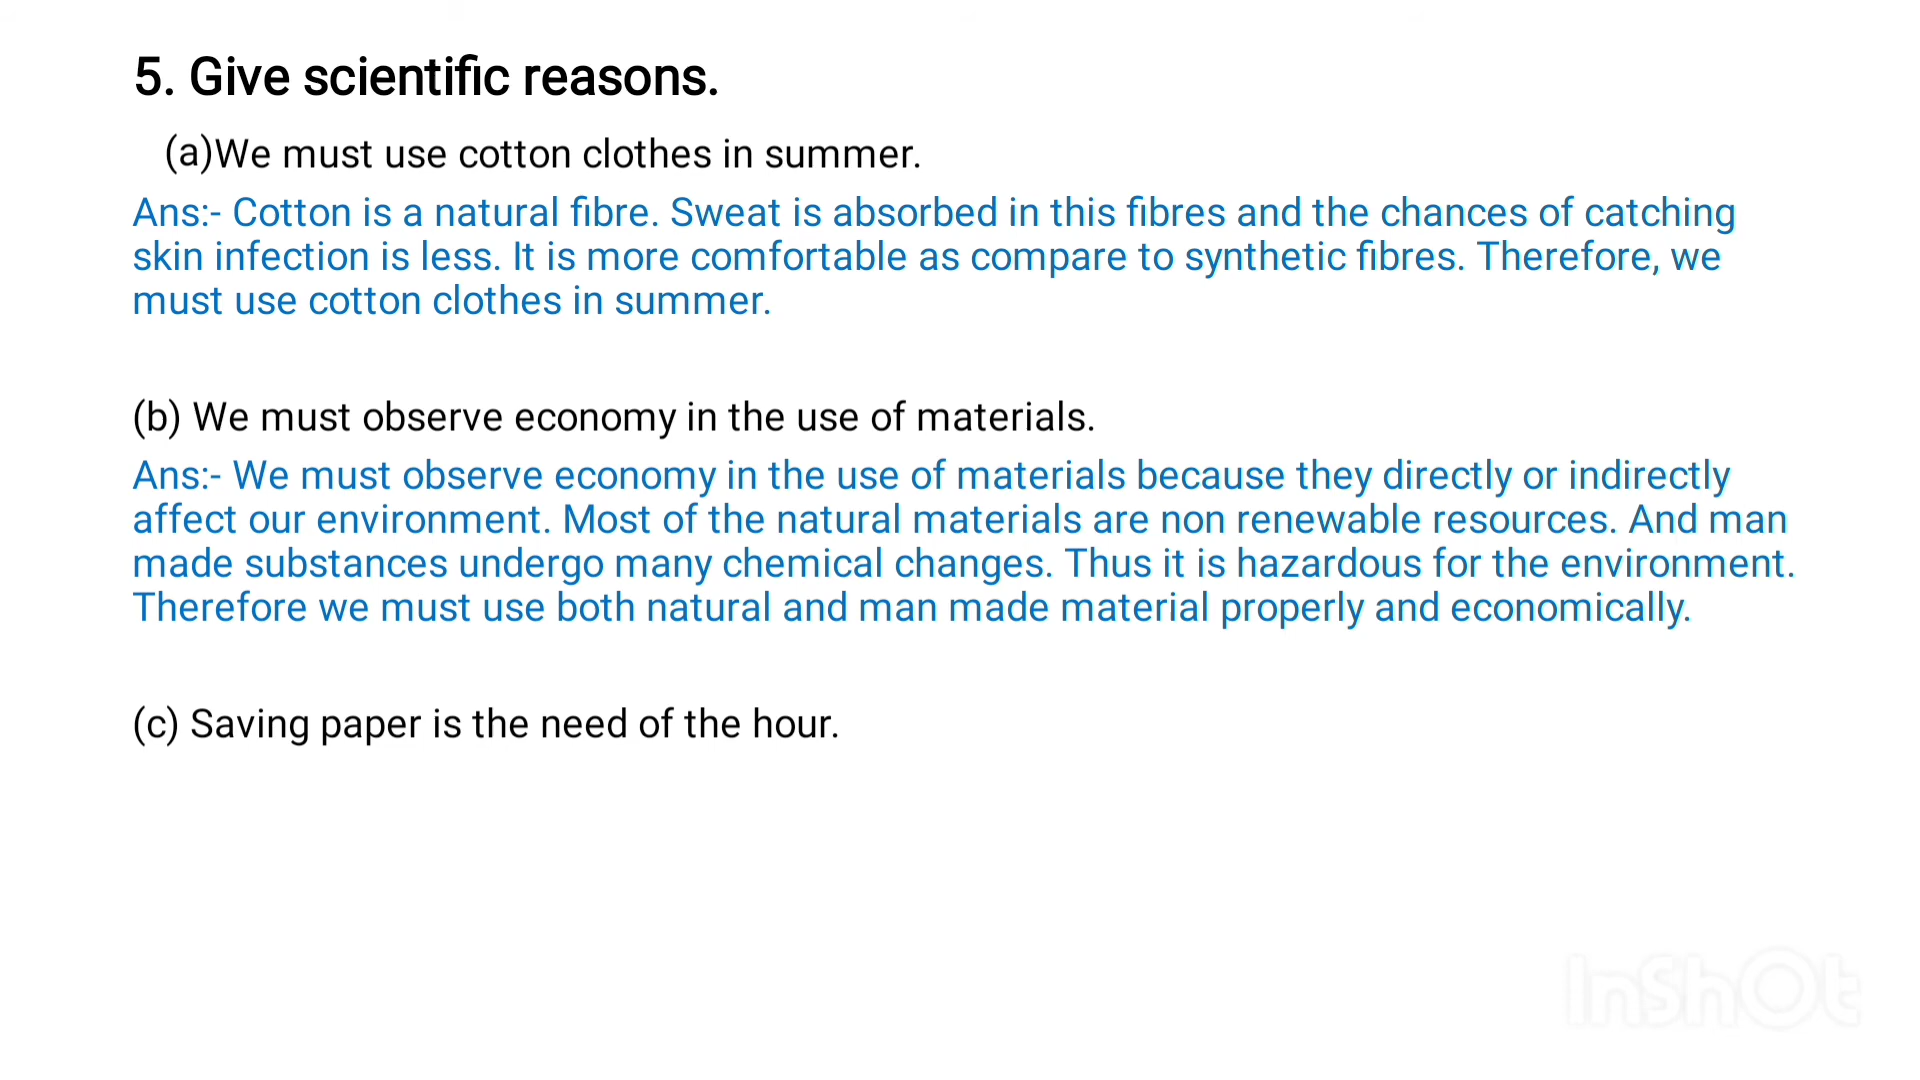 5. Give scientific reasons.
(a)We must use cotton clothes in summer.
Ans:- Cotton is a natural fibre. Sweat is absorbed in this fibres and the chances of catching
skin infection is less. It is more comfortable as compare to synthetic fibres. Therefore, we
must use cotton clothes in summer.
(b) We must observe economy in the use of materials.
Ans:- We must observe economy in the use of materials because they directly or indirectly
affect our environment. Most of the natural materials are non renewable resources. And man
made substances undergo many chemical changes. Thus it is hazardous for the environment.
Therefore we must use both natural and man made material properly and economically.
(c) Saving paper is the need of the hour.
InShOt